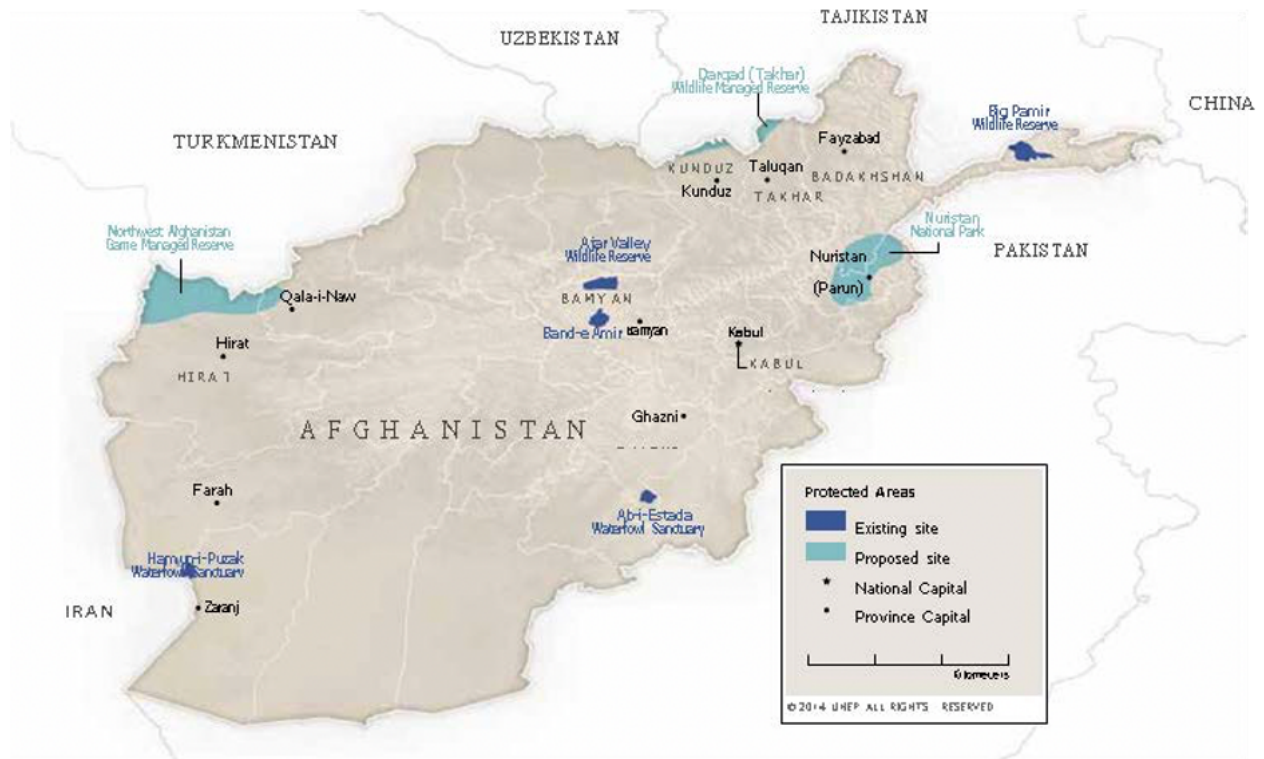 TAJIKISTAN
UZBEKISTAN
Darqad (Takhar)
Wildlife Managed Reserve
CHINA
Big Pamir
Wildlife Reserve
TURKMENISTAN
Fayzabad
KUNDUZ
Taluqan
BADAKHSHAN
Kunduz
TAKHAR
Northwest Afghanistan
Game Managed Reserve
Nuristan
National Park
PAKISTAN
Ajar Valley
Wildlife Reserve
Nuristan
(Parun)
Qala-i-Naw
BAMYAN
Band-e Amir
Bamyan
Kabul
KABUL
Hirat
HIRAT
Ghazni
AFGHANISTAN
Farah
Ab-i-Estada
Waterfowl Sanctuary
Hamun-i-Puzak
Waterfowl Sanctuary
IRAN
Zaranj
Protected Areas
Existing site
Proposed site
National Capital
Province Capital
Kilometers
©2014 UNEP ALL RIGHTS RESERVED